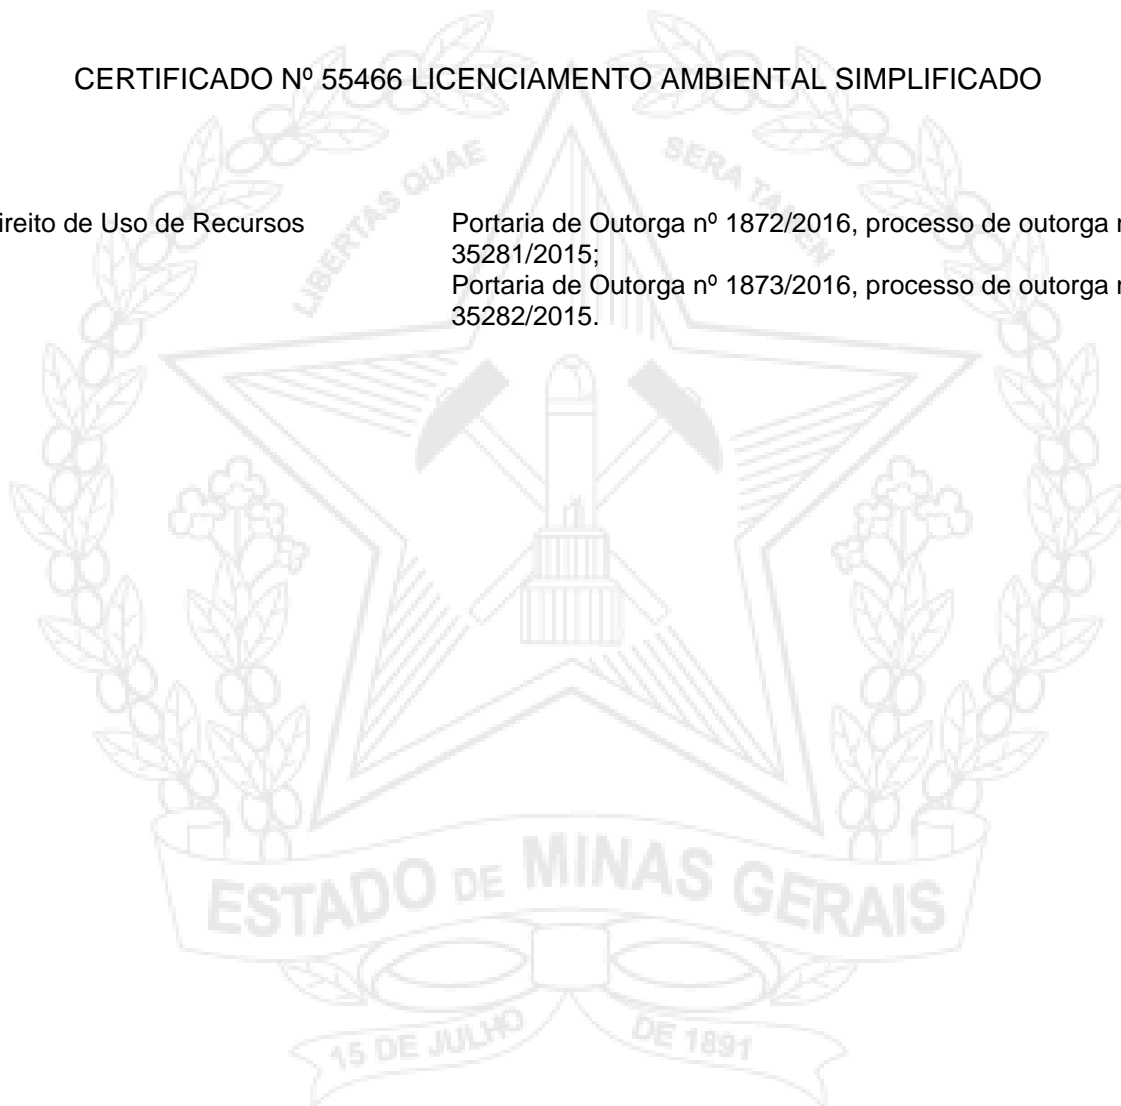 CERTIFICADO Nº 55466 LICENCIAMENTO AMBIENTAL SIMPLIFICADO
LIBERTAS QUAE SERA TAMEN
ireito de Uso de Recursos
Portaria de Outorga nº 1872/2016, processo de outorga
35281/2015;
Portaria de Outorga nº 1873/2016, processo de outorga
35282/2015.
ESTADO DE MINAS GERAIS
15 DE JULHO DE 1891